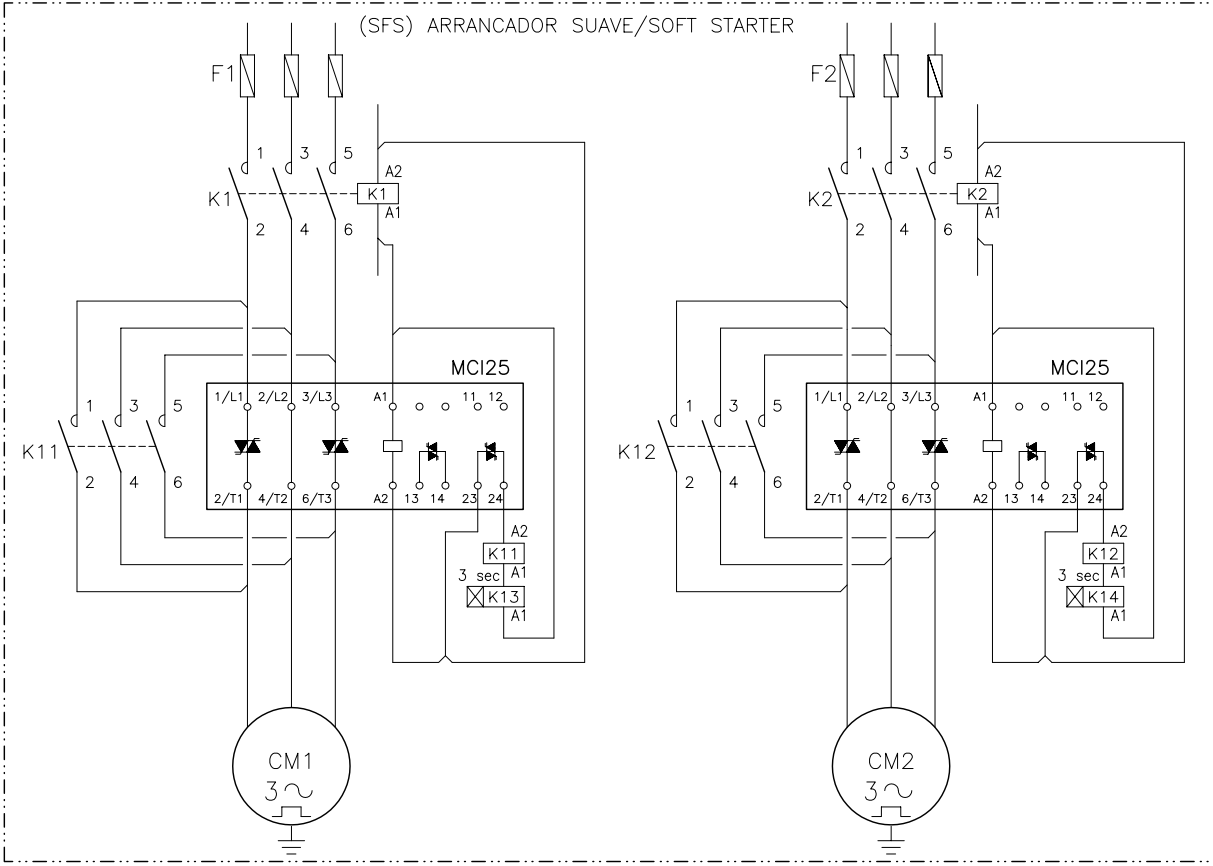 (SFS) ARRANCADOR SUAVE/SOFT STARTER
F1
F2
1 3 5 A2
K1 K1
2 4 6 A1
1 3 5 A2
K2 K2
2 4 6 A1
MCI25
1/L1 2/L2 3/L3 A1 11 12
1 3 5
K11
2 4 6
2/T1 4/T2 6/T3 A2 13 14 23 24
A2
K11
3 sec A1
K13
A1
MCI25
1/L1 2/L2 3/L3 A1 11 12
1 3 5
K12
2 4 6
2/T1 4/T2 6/T3 A2 13 14 23 24
A2
K12
3 sec A1
K14
A1
CM1
3
CM2
3